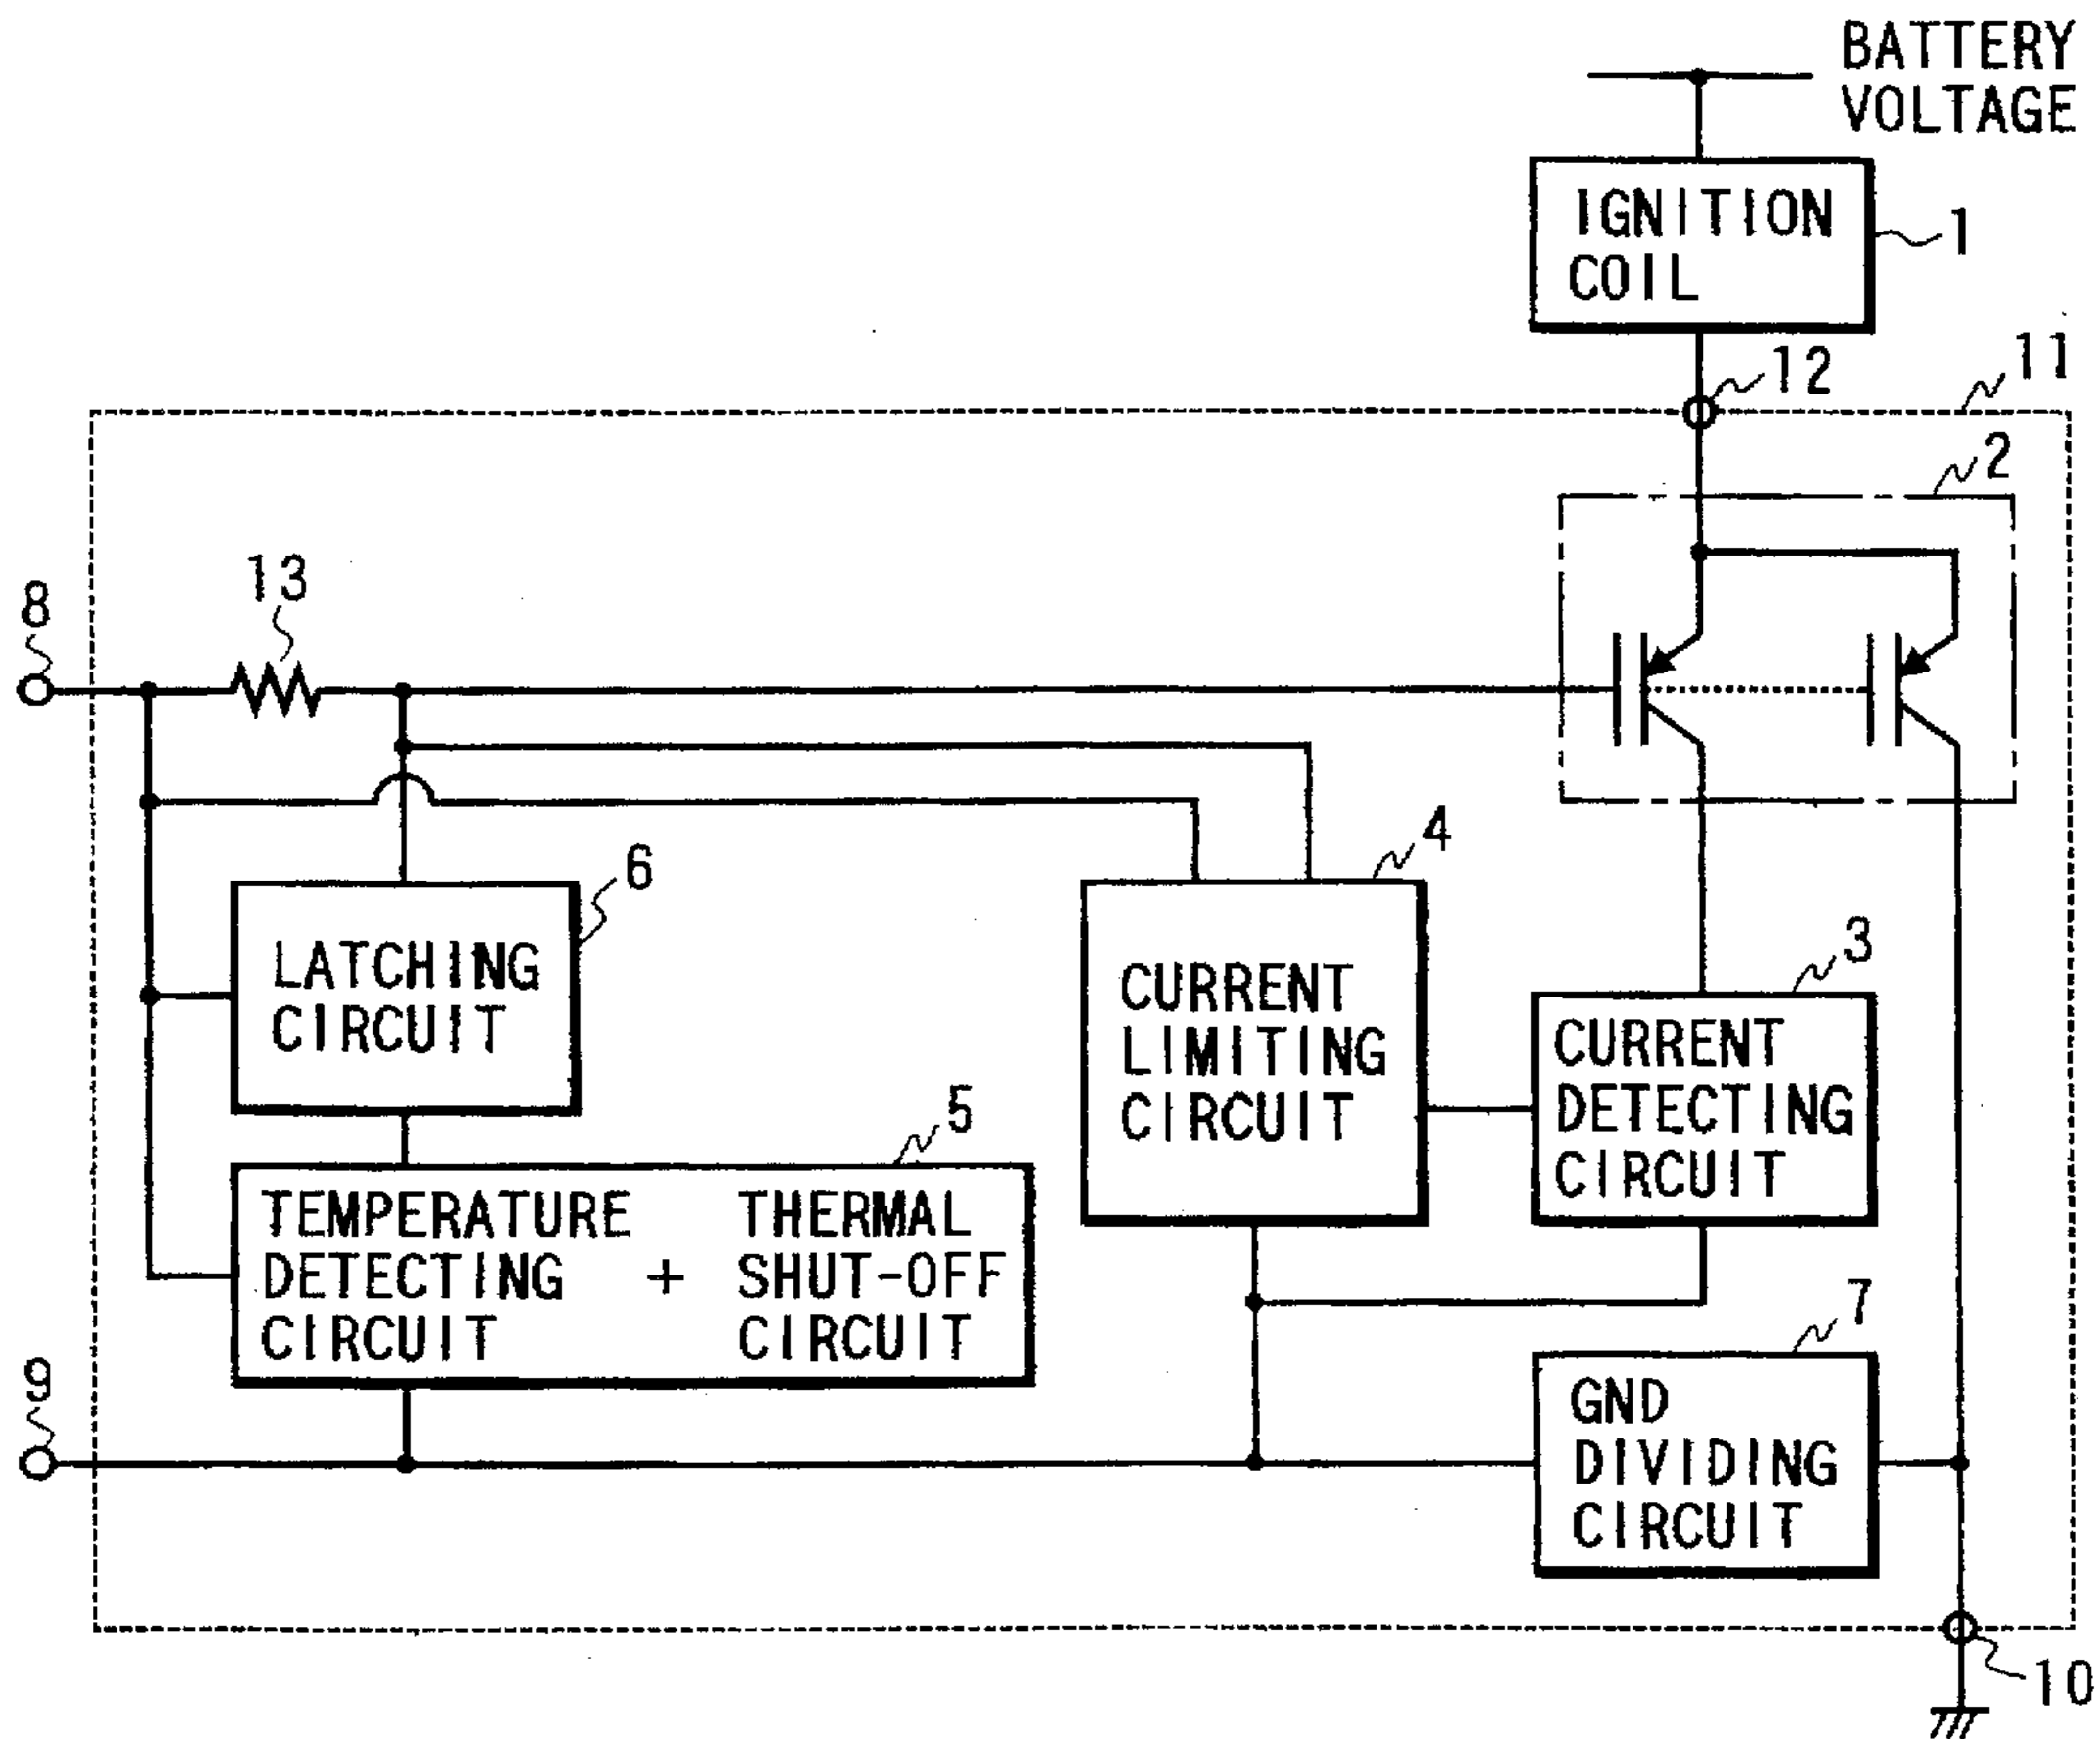 BATTERY
VOLTAGE
IGNITION
COIL
1
12
11
2
8
13
6
4
3
LATCHING
CIRCUIT
CURRENT
LIMITING
CIRCUIT
CURRENT
DETECTING
CIRCUIT
5
TEMPERATURE THERMAL
DETECTING + SHUT-OFF
CIRCUIT CIRCUIT
7
9
GND
DIVIDING
CIRCUIT
10